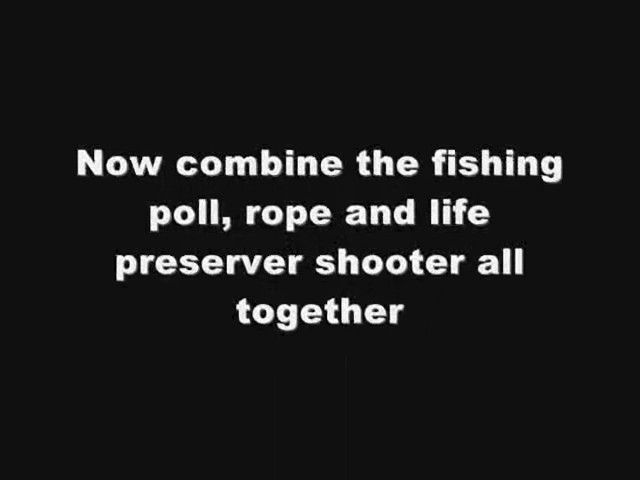 Now combine the fishing
poll, rope and life
preserver shooter all
together